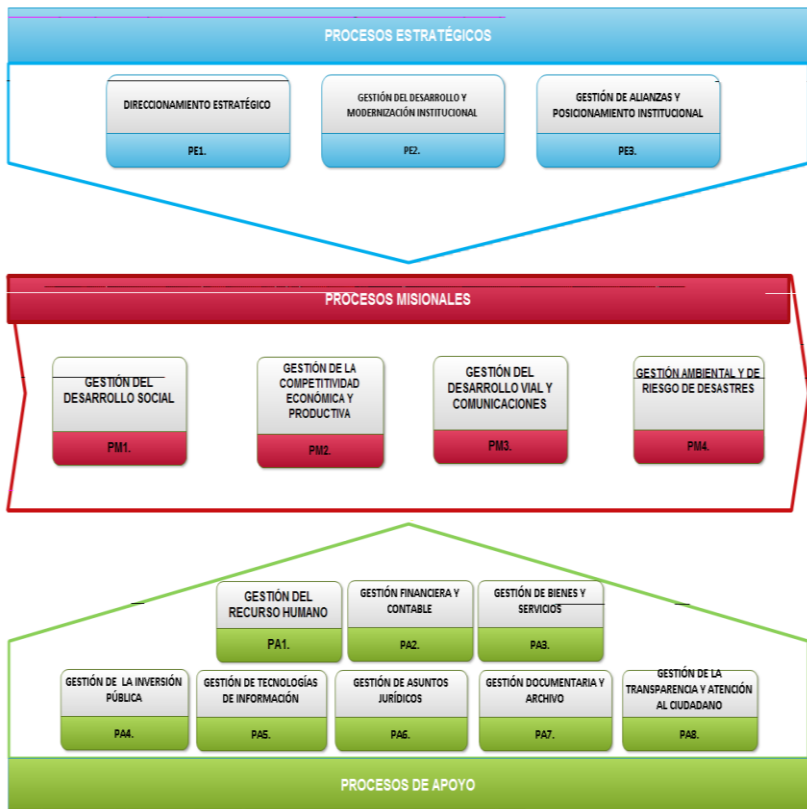 PROCESOS ESTRATÉGICOS
DIRECCIONAMIENTO ESTRATÉGICO
PE1.
GESTIÓN DEL DESARROLLO Y
MODERNIZACIÓN INSTITUCIONAL
PE2.
GESTIÓN DE ALIANZAS Y
POSICIONAMIENTO INSTITUCIONAL
PE3.
PROCESOS MISIONALES
GESTIÓN DEL
DESARROLLO SOCIAL
PM1.
GESTIÓN DE LA
COMPETITIVIDAD
ECONÓMICA Y
PRODUCTIVA
PM2.
GESTIÓN DEL
DESARROLLO VIAL Y
COMUNICACIONES
PM3.
GESTIÓN AMBIENTAL Y DE
RIESGO DE DESASTRES
PM4.
GESTIÓN DEL
RECURSO HUMANO
PA1.
GESTIÓN FINANCIERA Y
CONTABLE
PA2.
GESTIÓN DE BIENES Y
SERVICIOS
PA3.
GESTIÓN DE LA INVERSIÓN
PÚBLICA
PA4.
GESTIÓN DE TECNOLOGÍAS
DE INFORMACIÓN
PA5.
GESTIÓN DE ASUNTOS
JURÍDICOS
PA6.
GESTIÓN DOCUMENTARIA Y
ARCHIVO
PA7.
GESTIÓN DE LA
TRANSPARENCIA Y ATENCIÓN
AL CIUDADANO
PA8.
PROCESOS DE APOYO